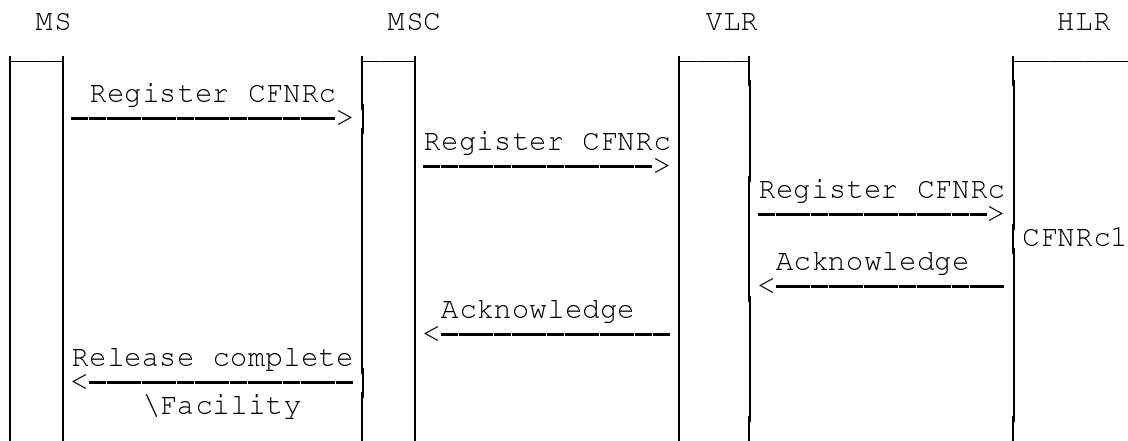 MS MSC VLR HLR
Register CFNRc
Register CFNRc
Register CFNRc
CFNRc1
Acknowledge
Acknowledge
Release complete
\Facility